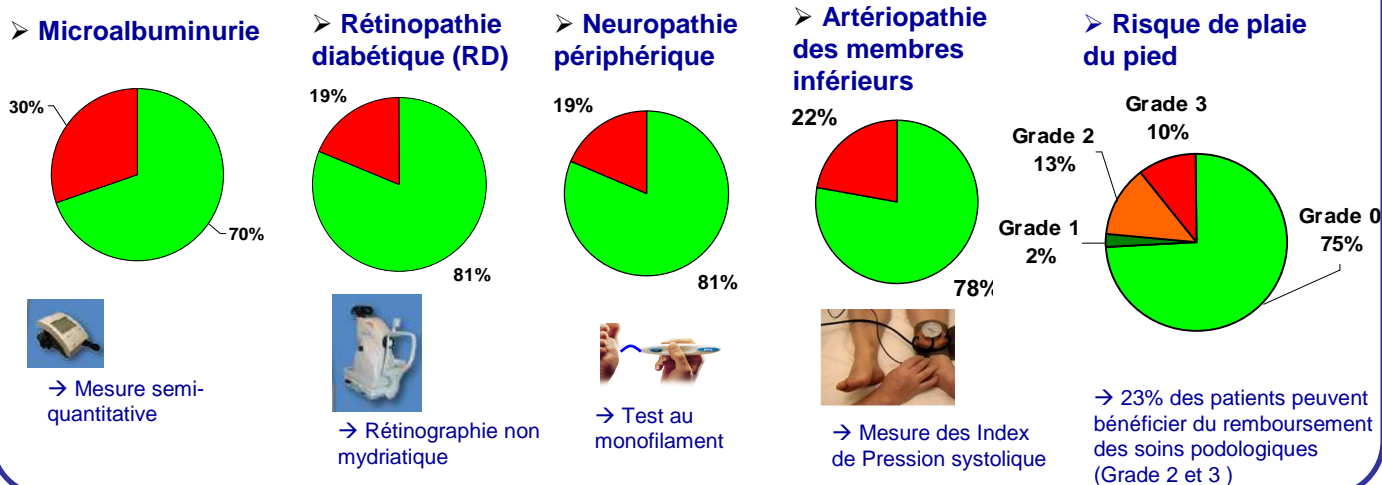 ➢ Microalbuminurie
30%
70%
→ Mesure semi-
quantitative
➢ Rétinopathie
diabétique (RD)
19%
81%
→ Rétinographie non
mydriatique
➢ Neuropathie
périphérique
19%
81%
→ Test au
monofilament
➢ Artériopathie
des membres
inférieurs
22%
78%
→ Mesure des Index
de Pression systolique
➢ Risque de plaie
du pied
Grade 3
10%
Grade 2
13%
Grade 1
2%
Grade 0
75%
→ 23% des patients peuvent
bénéficier du remboursement
des soins podologiques
(Grade 2 et 3 )